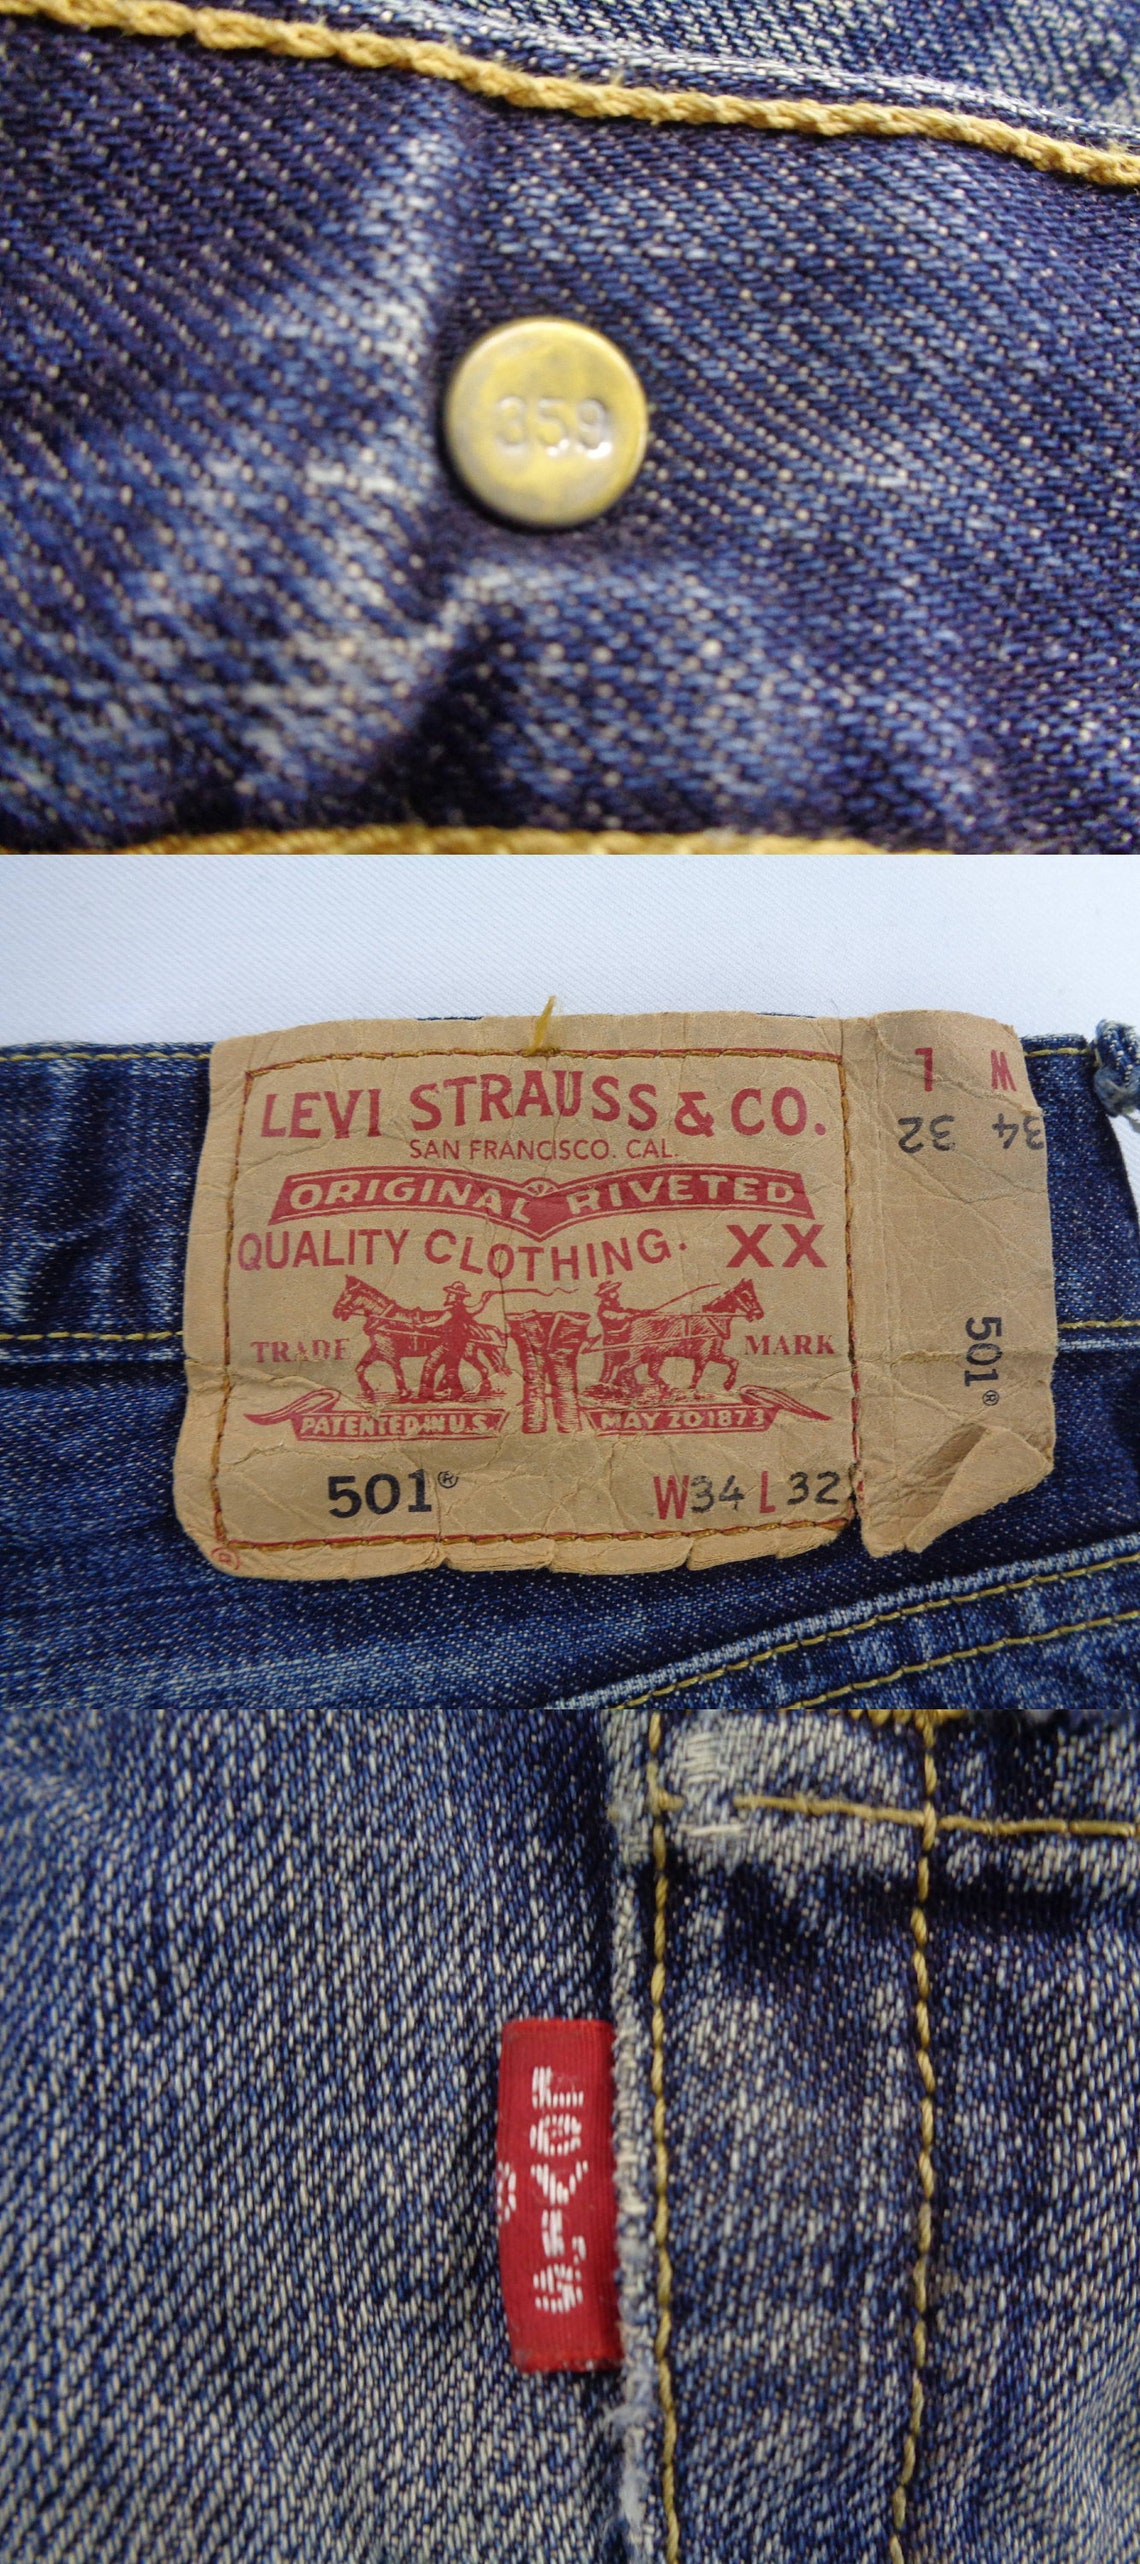 359
LEVI STRAUSS & CO.
SAN FRANCISCO. CAL.
ORIGINAL RIVETED
QUALITY CLOTHING. XX
TRADE MARK
PATENTED IN U.S. MAY 20 1873
501®
W34 L32
®
L W
32 34
501®
LEVI'S
®